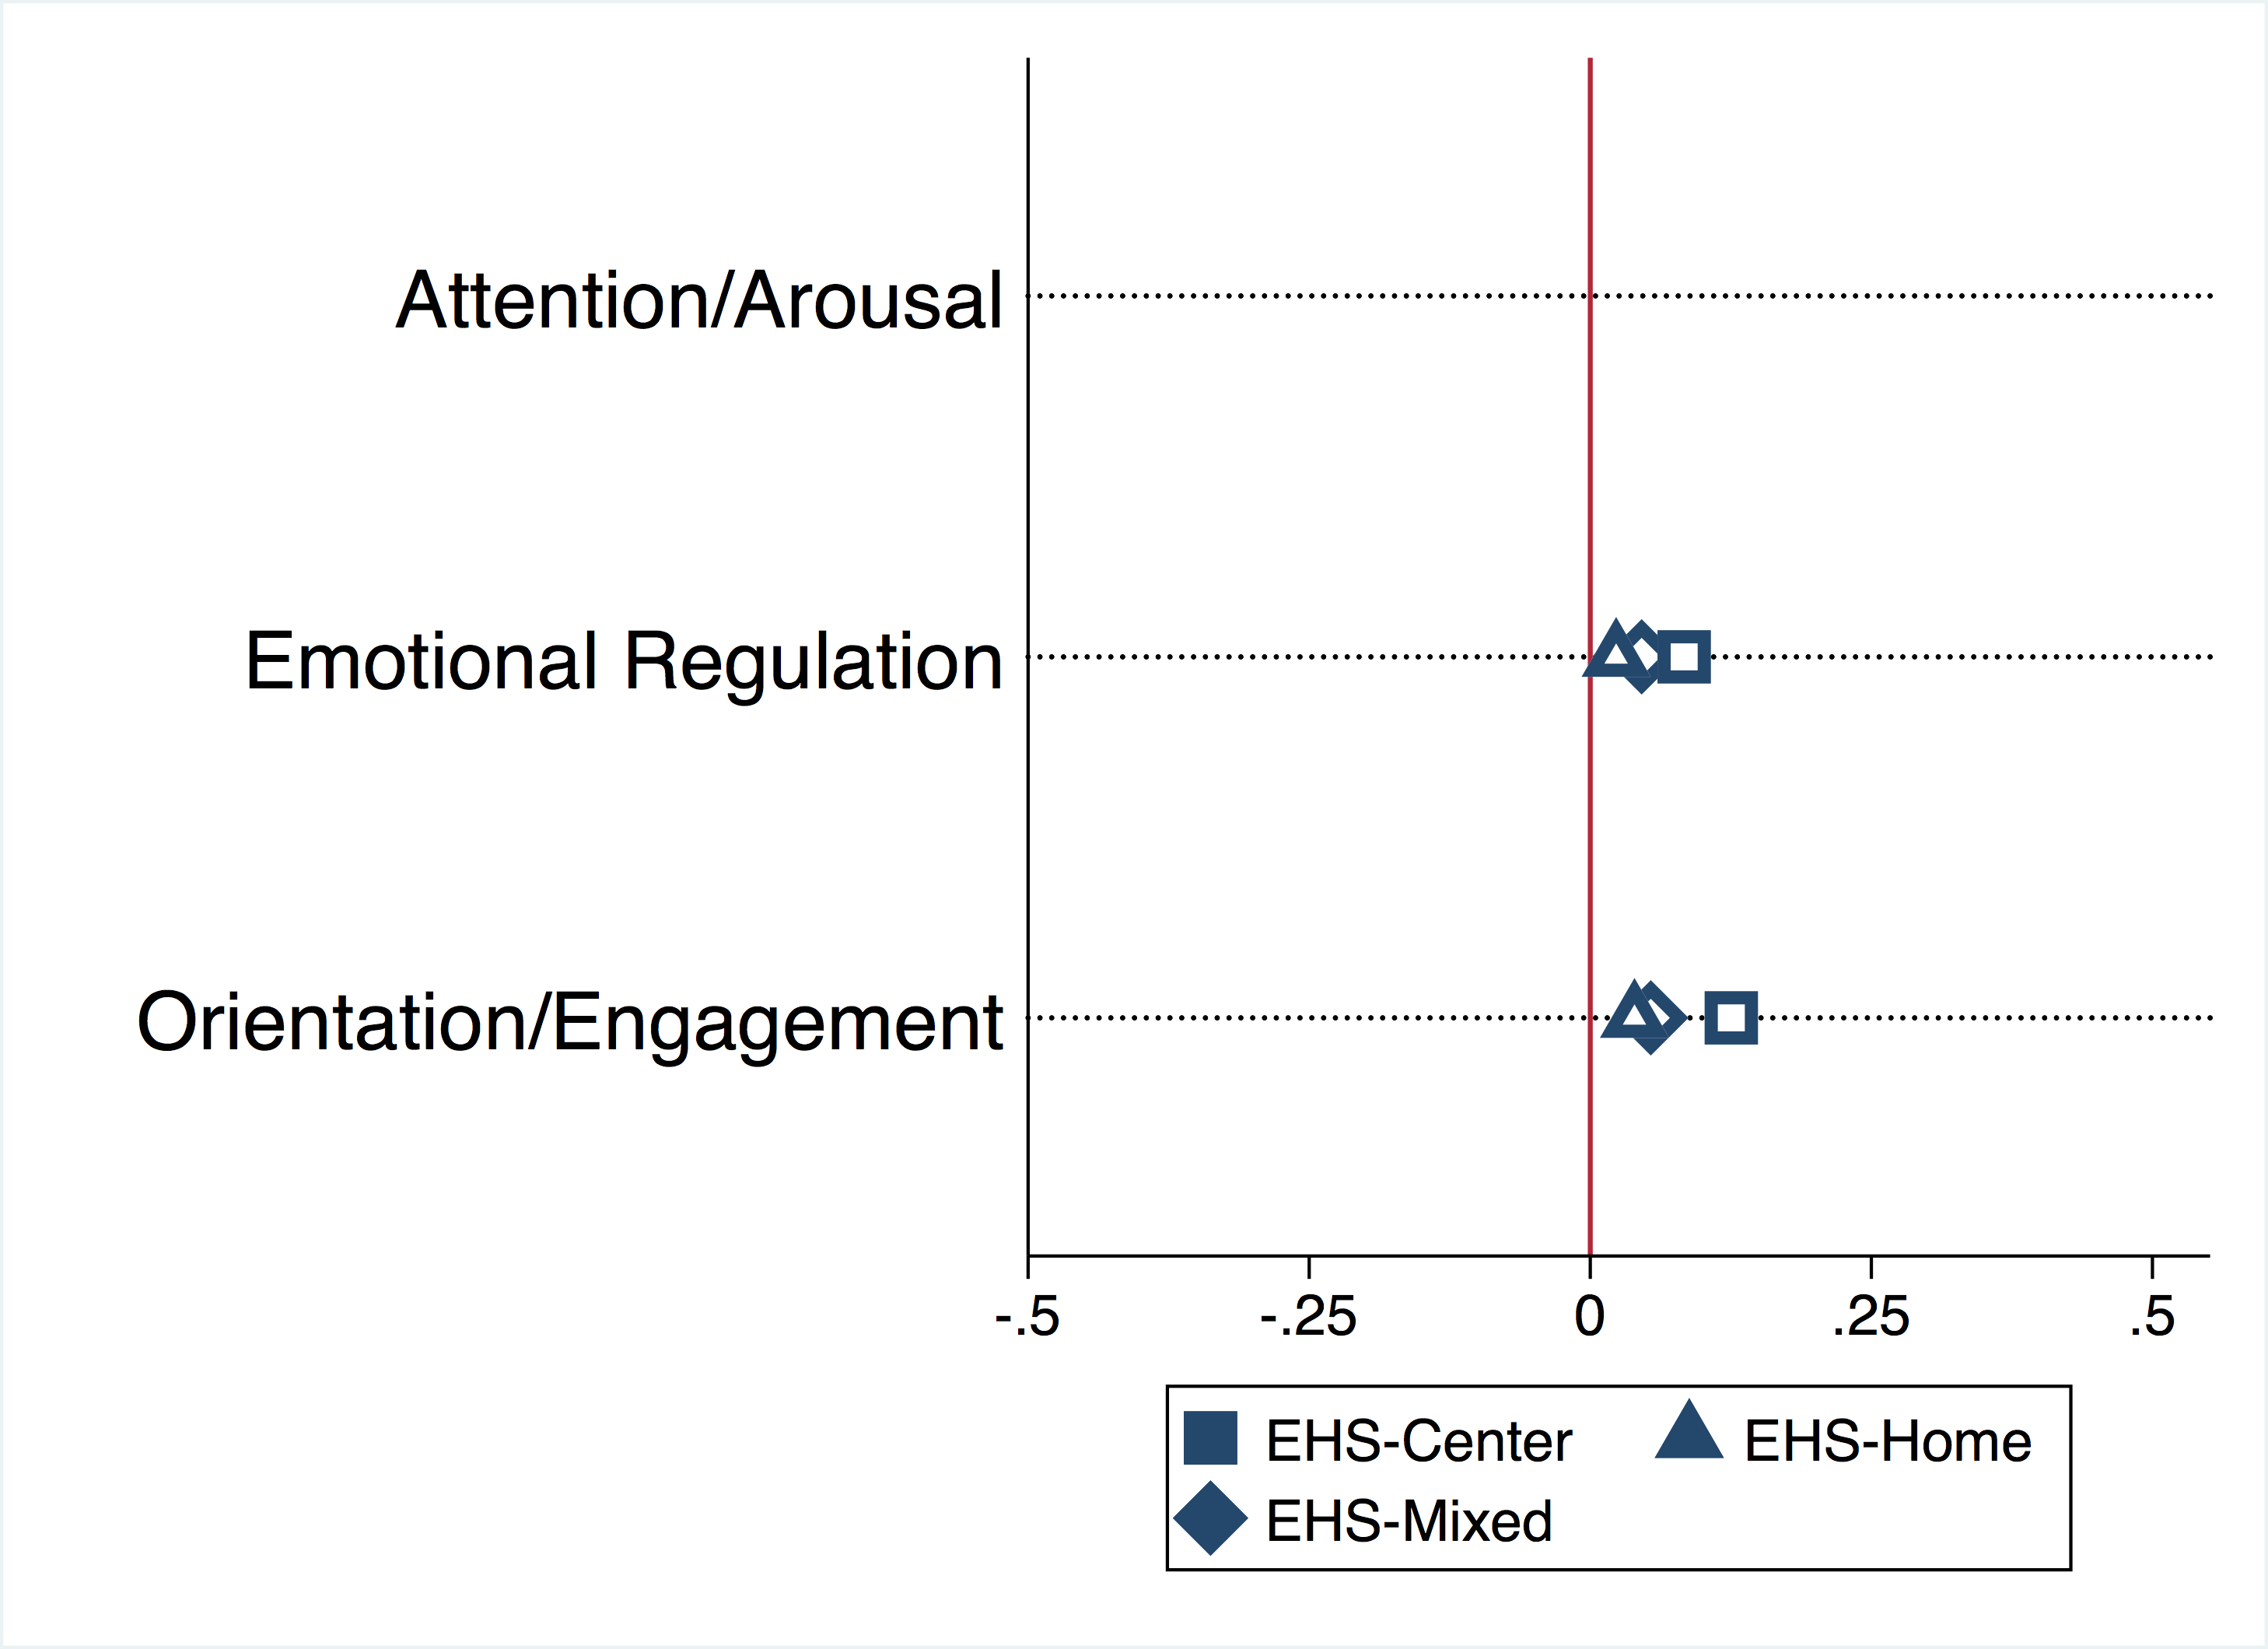 Attention/Arousal
Emotional Regulation
Orientation/Engagement
-.5 -.25 0 .25 .5
EHS-Center EHS-Home
EHS-Mixed